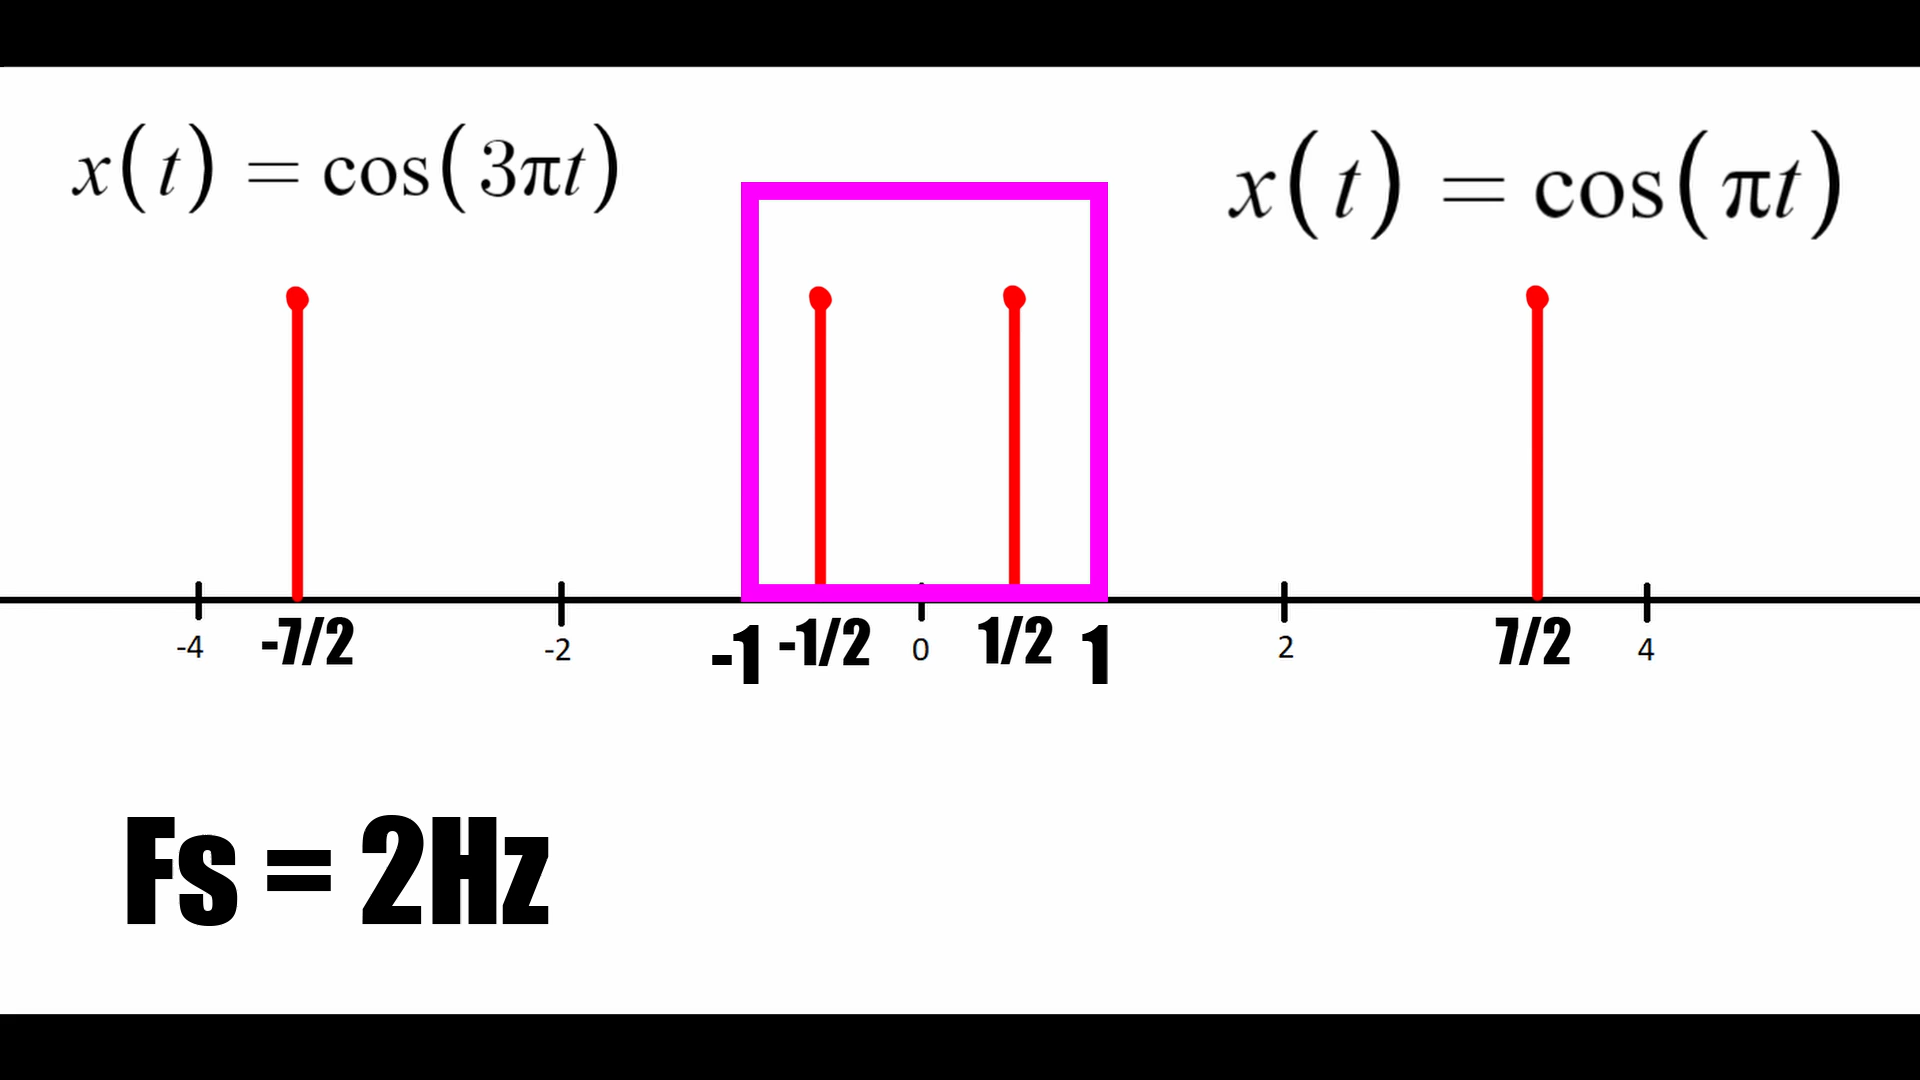 x(t) = cos(3πt)
x(t) = cos(πt)
-4 -7/2 -2 -1 -1/2 0 1/2 1 2 7/2 4
Fs = 2Hz